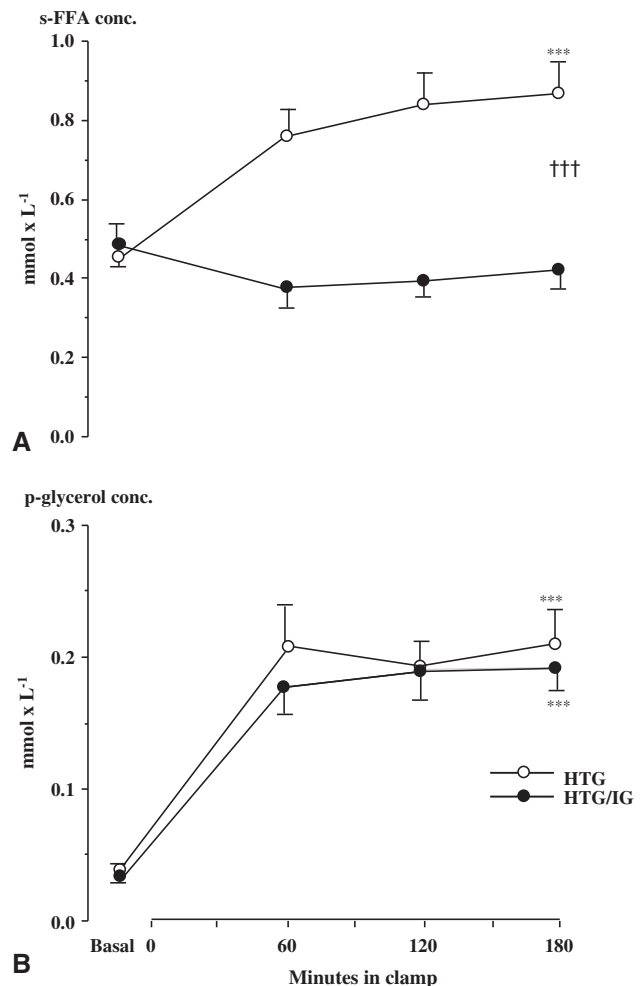 s-FFA conc.
1.0
***
0.8
†††
0.6
mmol x L-1
0.4
0.2
0.0
A
p-glycerol conc.
0.3
***
0.2
***
mmol x L-1
HTG
HTG/IG
0.1
0.0
Basal 0 60 120 180
B
Minutes in clamp